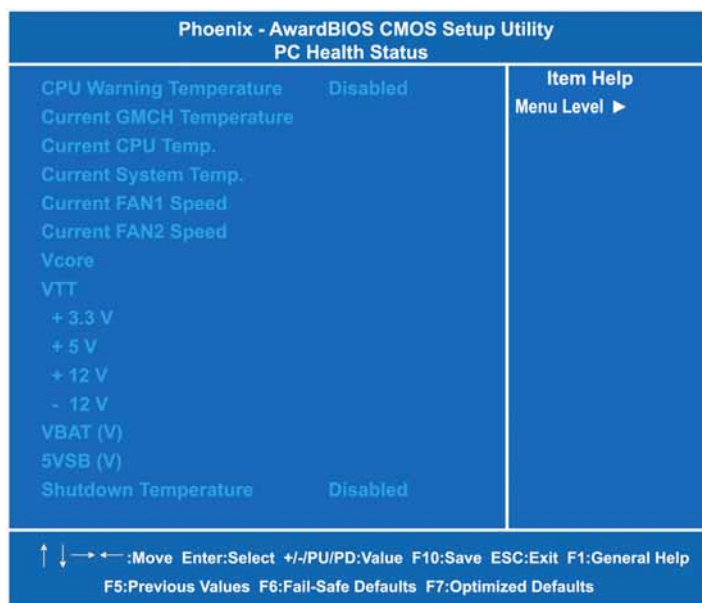 Phoenix - AwardBIOS CMOS Setup Utility
PC Health Status
CPU Warning Temperature Disabled
Current GMCH Temperature
Current CPU Temp.
Current System Temp.
Current FAN1 Speed
Current FAN2 Speed
Vcore
VTT
+ 3.3 V
+ 5 V
+ 12 V
- 12 V
VBAT (V)
5VSB (V)
Shutdown Temperature Disabled
Item Help
Menu Level ►
↑ ↓ → ← :Move Enter:Select +/-/PU/PD:Value F10:Save ESC:Exit F1:General Help
F5:Previous Values F6:Fail-Safe Defaults F7:Optimized Defaults